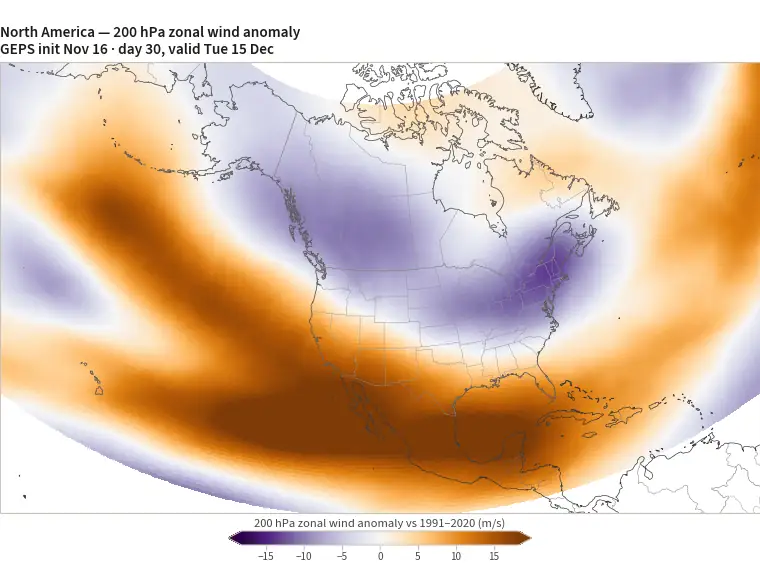 North America — 200 hPa zonal wind anomaly
GEPS init Nov 16 · day 30, valid Tue 15 Dec
200 hPa zonal wind anomaly vs 1991–2020 (m/s)
−15 −10 −5 0 5 10 15